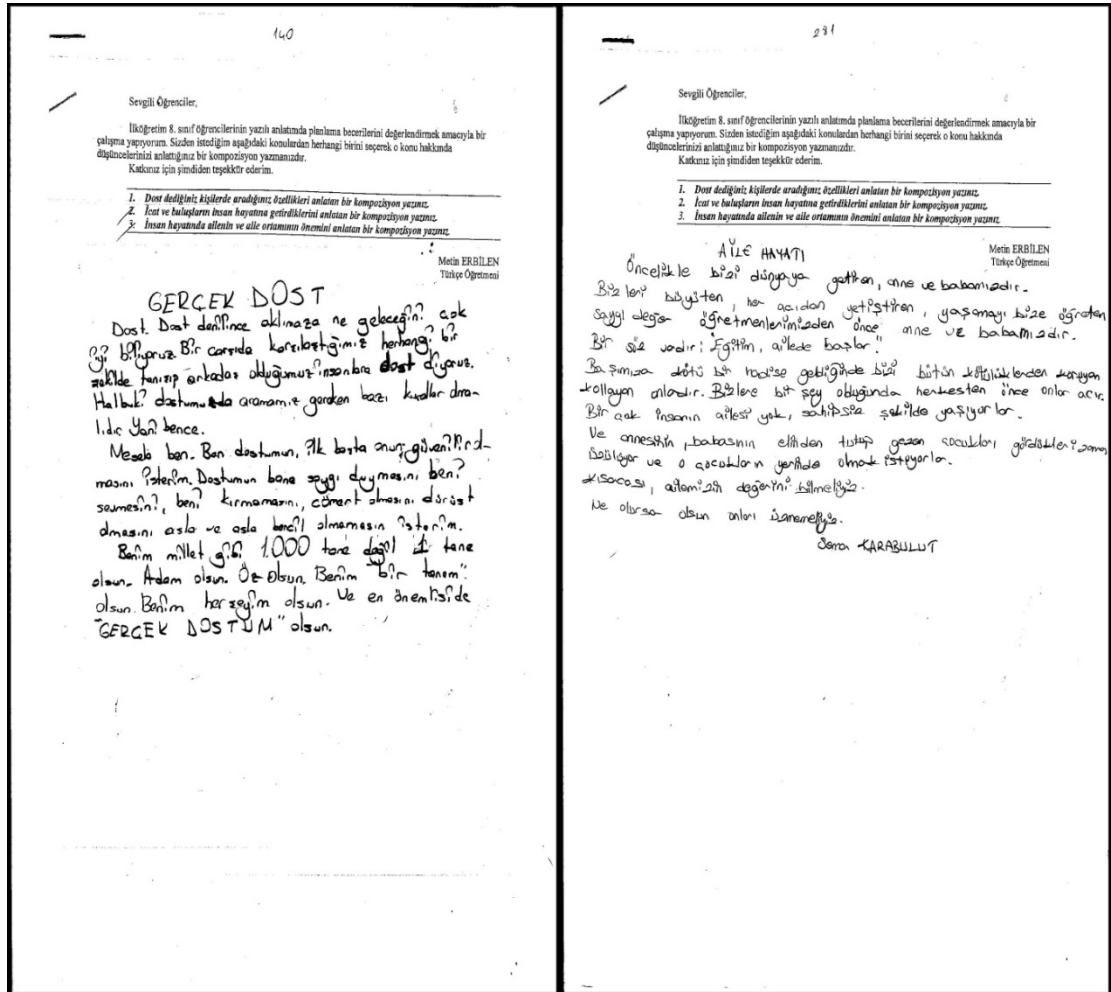 140
Sevgili Öğrenciler,
İlköğretim 8. sınıf öğrencilerinin yazılı anlatımda planlama becerilerini değerlendirmek amacıyla bir
çalışma yapıyorum. Sizden istediğim aşağıdaki konulardan herhangi birini seçerek o konu hakkında
düşüncelerinizi anlattığınız bir kompozisyon yazmanızdır.
Katkınız için şimdiden teşekkür ederim.
1. Dost dediğiniz kişilerde aradığınız özellikleri anlatan bir kompozisyon yazınız.
2. İcat ve buluşların insan hayatına getirdiklerini anlatan bir kompozisyon yazınız.
3. İnsan hayatında ailenin ve aile ortamının önemini anlatan bir kompozisyon yazınız.
Metin ERBİLEN
Türkçe Öğretmeni
GERÇEK DOST
Dost. Dost denilince aklımaza ne geleceğini çok
iyi biliyoruz. Bir carsıda karsılastığımız herhangi bir
sekilde tanısıp arkadas olduğumuz insanlara dost diyoruz.
Halbuki dostumuzda aramamız gereken bazı kurallar olma-
lıdır. Yani bence.
Mesela ben. Ben dostumun, ilk basta onun güvenilir ol-
masını isterim. Dostumun bana saygı duymasını beni
sevmesini, beni kırmamasını, cömert olmasını dürüst
olmasını asla ve asla bencil olmamasın isterim.
Benim millet gibi 1.000 tane değil 1 tane
olsun. Adam olsun. Öz Olsun. Benim "bir tanem"
olsun. Benim herseyim olsun. Ve en önemliside
"GERÇEK DOSTUM" olsun.
281
Sevgili Öğrenciler,
İlköğretim 8. sınıf öğrencilerinin yazılı anlatımda planlama becerilerini değerlendirmek amacıyla bir
çalışma yapıyorum. Sizden istediğim aşağıdaki konulardan herhangi birini seçerek o konu hakkında
düşüncelerinizi anlattığınız bir kompozisyon yazmanızdır.
Katkınız için şimdiden teşekkür ederim.
1. Dost dediğiniz kişilerde aradığınız özellikleri anlatan bir kompozisyon yazınız.
2. İcat ve buluşların insan hayatına getirdiklerini anlatan bir kompozisyon yazınız.
3. İnsan hayatında ailenin ve aile ortamının önemini anlatan bir kompozisyon yazınız.
Metin ERBİLEN
Türkçe Öğretmeni
AİLE HAYATI
Öncelikle bizi dünyaya getiren, anne ve babamızdır.
Bizleri büyüten, her açıdan yetiştiren, yaşamayı bize öğreten
saygı değer öğretmenlerimizden önce anne ve babamızdır.
Bir söz vadır; "Eğitim, ailede başlar."
Başımıza kötü bir hadise geldiğinde bizi bütün kötülüklerden koruyan
kollayan onlardır. Bizlere bir şey olduğunda herkesten önce onlar acır.
Bir çok insanın ailesi yok, sahipsiz şekilde yaşıyorlar.
Ve annesinin, babasının elinden tutup gezen çocukları gördükleri zaman
üzülüyor ve o çocukların yerinde olmak istiyorlar.
Kısacası, ailemizin değerini bilmeliyiz.
Ne olursa olsun onları üzmemeliyiz.
KARABULUT